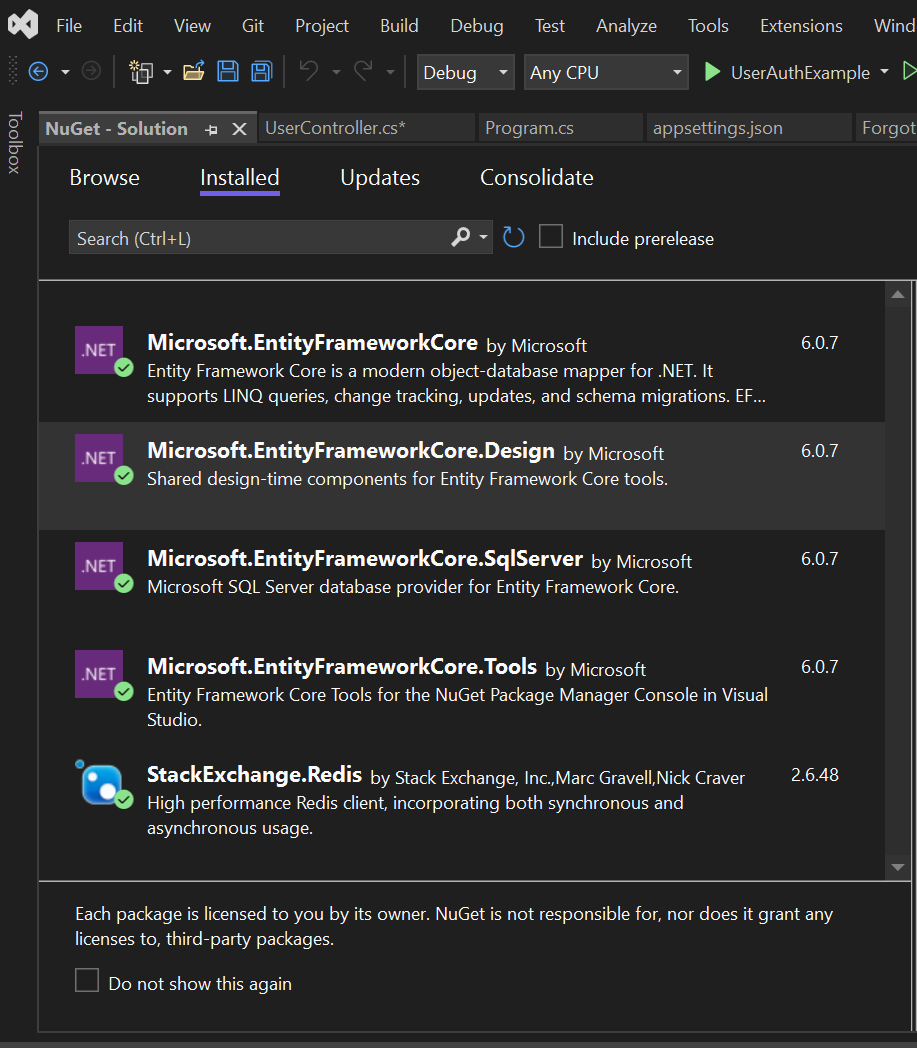 File Edit View Git Project Build Debug Test Analyze Tools Extensions Wind
Debug Any CPU UserAuthExample
Toolbox
NuGet - Solution UserController.cs* Program.cs appsettings.json Forgot
Browse Installed Updates Consolidate
Search (Ctrl+L) Include prerelease
.NET
Microsoft.EntityFrameworkCore by Microsoft 6.0.7
Entity Framework Core is a modern object-database mapper for .NET. It
supports LINQ queries, change tracking, updates, and schema migrations. EF...
.NET
Microsoft.EntityFrameworkCore.Design by Microsoft 6.0.7
Shared design-time components for Entity Framework Core tools.
.NET
Microsoft.EntityFrameworkCore.SqlServer by Microsoft 6.0.7
Microsoft SQL Server database provider for Entity Framework Core.
.NET
Microsoft.EntityFrameworkCore.Tools by Microsoft 6.0.7
Entity Framework Core Tools for the NuGet Package Manager Console in Visual
Studio.
StackExchange.Redis by Stack Exchange, Inc.,Marc Gravell,Nick Craver 2.6.48
High performance Redis client, incorporating both synchronous and
asynchronous usage.
Each package is licensed to you by its owner. NuGet is not responsible for, nor does it grant any
licenses to, third-party packages.
Do not show this again